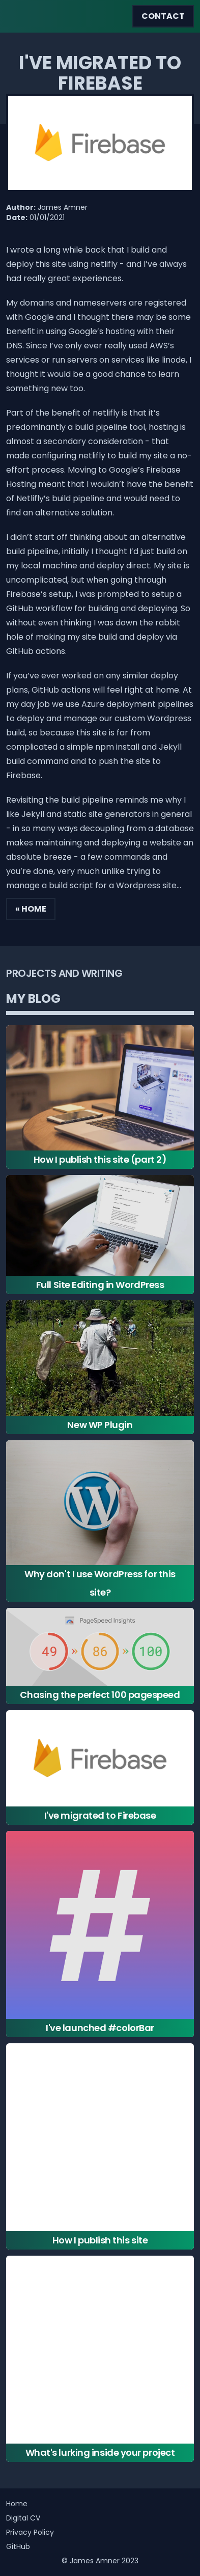 CONTACT
I'VE MIGRATED TO
FIREBASE
Firebase
Author: James Amner
Date: 01/01/2021
I wrote a long while back that I build and
deploy this site using netlify - and I've always
had really great experiences.
My domains and nameservers are registered
with Google and I thought there may be some
benefit in using Google's hosting with their
DNS. Since I've only ever really used AWS's
services or run servers on services like linode, I
thought it would be a good chance to learn
something new too.
Part of the benefit of netlify is that it's
predominantly a build pipeline tool, hosting is
almost a secondary consideration - that
made configuring netlify to build my site a no-
effort process. Moving to Google's Firebase
Hosting meant that I wouldn't have the benefit
of Netlify's build pipeline and would need to
find an alternative solution.
I didn't start off thinking about an alternative
build pipeline, initially I thought I'd just build on
my local machine and deploy direct. My site is
uncomplicated, but when going through
Firebase's setup, I was prompted to setup a
GitHub workflow for building and deploying. So
without even thinking I was down the rabbit
hole of making my site build and deploy via
GitHub actions.
If you've ever worked on any similar deploy
plans, GitHub actions will feel right at home. At
my day job we use Azure deployment pipelines
to deploy and manage our custom Wordpress
build, so because this site is far from
complicated a simple npm install and Jekyll
build command and to push the site to
Firebase.
Revisiting the build pipeline reminds me why I
like Jekyll and static site generators in general
- in so many ways decoupling from a database
makes maintaining and deploying a website an
absolute breeze - a few commands and
you're done, very much unlike trying to
manage a build script for a Wordpress site...
« HOME
PROJECTS AND WRITING
MY BLOG
How I publish this site (part 2)
Full Site Editing in WordPress
New WP Plugin
Why don't I use WordPress for this
site?
PageSpeed Insights
49 » 86 » 100
Chasing the perfect 100 pagespeed
Firebase
I've migrated to Firebase
#
I've launched #colorBar
How I publish this site
What's lurking inside your project
Home
Digital CV
Privacy Policy
GitHub
© James Amner 2023